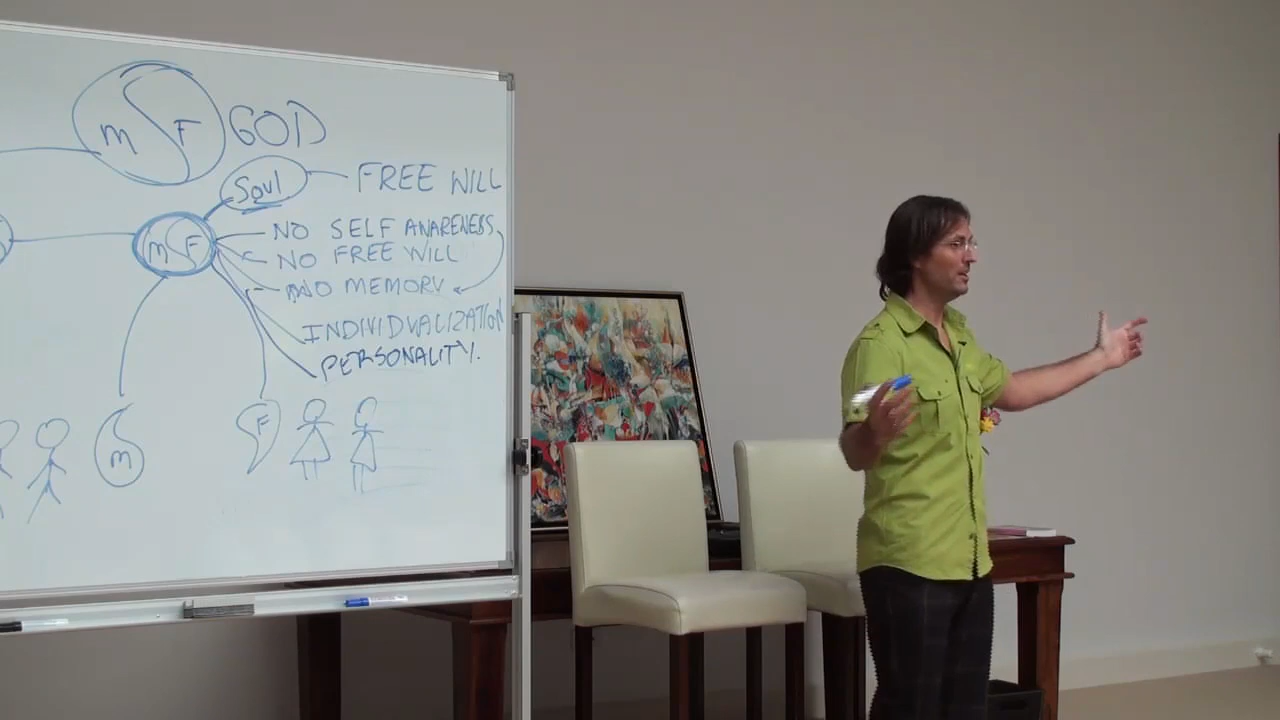 M F GOD
Soul FREE WILL
M F NO SELF AWARENESS
NO FREE WILL
NO MEMORY
INDIVIDUALIZATION
PERSONALITY.
M F